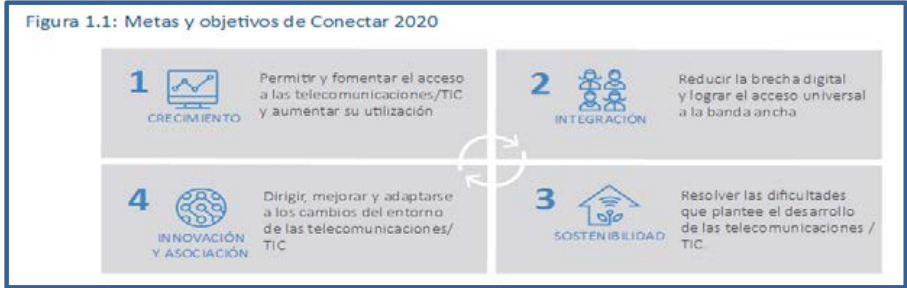 Figura 1.1: Metas y objetivos de Conectar 2020
1
CRECIMIENTO
Permitir y fomentar el acceso
a las telecomunicaciones/TIC
y aumentar su utilización
2
INTEGRACIÓN
Reducir la brecha digital
y lograr el acceso universal
a la banda ancha
4
INNOVACIÓN
Y ASOCIACIÓN
Dirigir, mejorar y adaptarse
a los cambios del entorno
de las telecomunicaciones/
TIC
3
SOSTENIBILIDAD
Resolver las dificultades
que plantee el desarrollo
de las telecomunicaciones /
TIC.